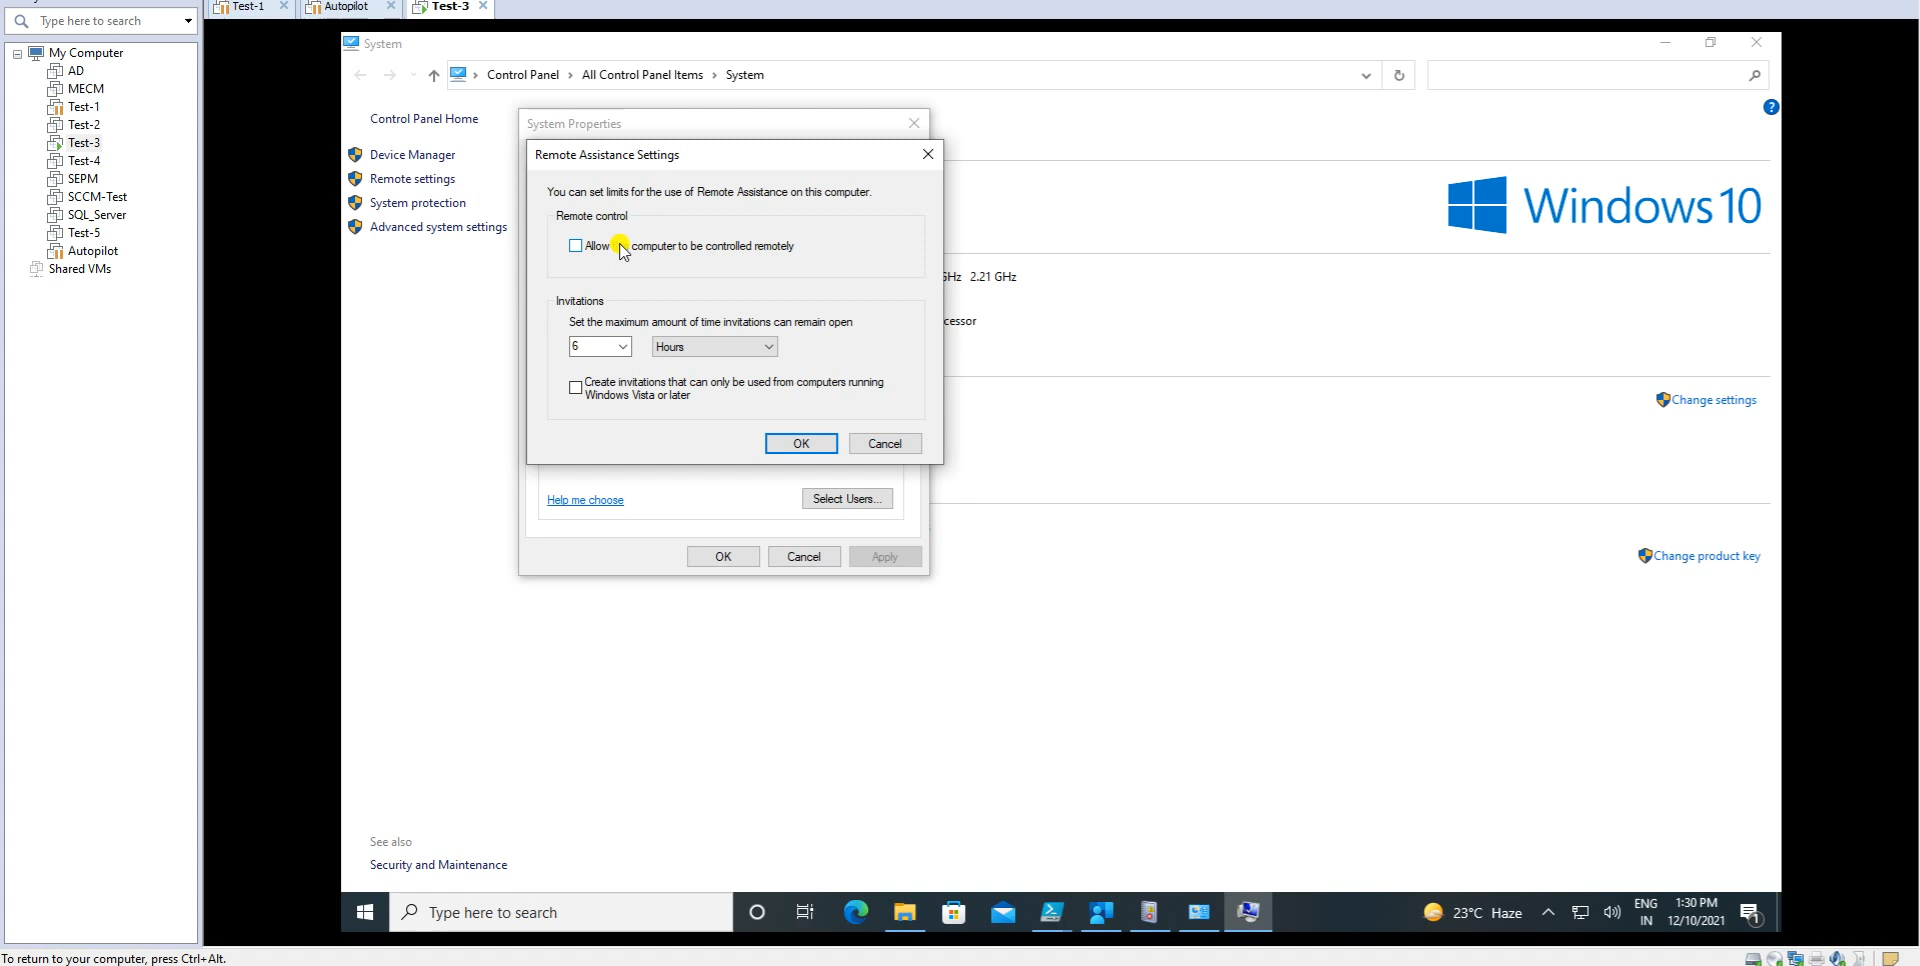 Type here to search
Test-1
Autopilot
Test-3
My Computer
AD
MECM
Test-1
Test-2
Test-3
Test-4
SEPM
SCCM-Test
SQL_Server
Test-5
Autopilot
Shared VMs
System
Control Panel > All Control Panel Items > System
Control Panel Home
Device Manager
Remote settings
System protection
Advanced system settings
System Properties
Remote Assistance Settings
You can set limits for the use of Remote Assistance on this computer.
Remote control
Allow computer to be controlled remotely
Invitations
Set the maximum amount of time invitations can remain open
6 Hours
Create invitations that can only be used from computers running
Windows Vista or later
OK Cancel
Help me choose Select Users...
OK Cancel Apply
Windows 10
GHz 2.21 GHz
cessor
Change settings
Change product key
See also
Security and Maintenance
Type here to search
23°C Haze
ENG
IN
1:30 PM
12/10/2021
1
To return to your computer, press Ctrl+Alt.